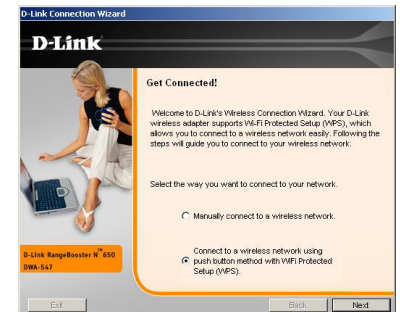 D-Link Connection Wizard
D-Link
Get Connected!
Welcome to D-Link's Wireless Connection Wizard. Your D-Link
wireless adapter supports Wi-Fi Protected Setup (WPS), which
allows you to connect to a wireless network easily. Following the
steps will guide you to connect to your wireless network.
Select the way you want to connect to your network.
Manually connect to a wireless network.
Connect to a wireless network using
push button method with WiFi Protected
Setup (WPS).
D-Link RangeBooster N™ 650
DWA-547
Exit
Back
Next